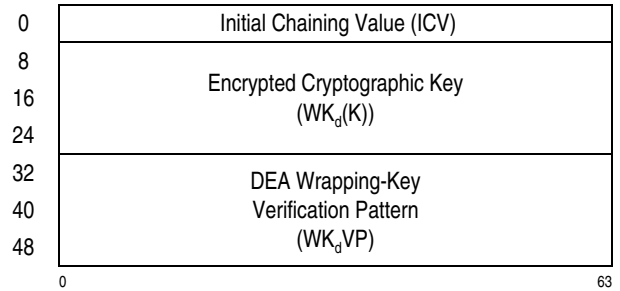 0 Initial Chaining Value (ICV)
8
Encrypted Cryptographic Key
16
(WKd(K))
24
32 DEA Wrapping-Key
40 Verification Pattern
48 (WKdVP)
0 63